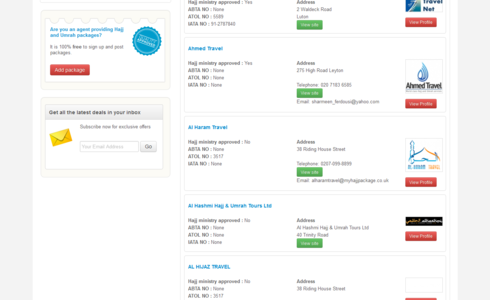 Are you an agent providing Hajj
and Umrah packages?
It is 100% free to sign up and post
packages.
Add package
Get all the latest deals in your inbox
Subscribe now for exclusive offers
Your Email Address
Go
Hajj ministry approved : Yes
ABTA NO : None
ATOL NO : 5589
IATA NO : 91-2787840
2 Waldeck Road
Luton
View site
Travel
Net
View Profile
Ahmed Travel
Hajj ministry approved : Yes
ABTA NO : None
ATOL NO : None
IATA NO : None
Address
275 High Road Leyton
Telephone: 020-7183 6585
View site
Email: sharmeen_ferdous@yahoo.com
Ahmed Travel
View Profile
Al Haram Travel
Hajj ministry approved : No
ABTA NO : None
ATOL NO : 3517
IATA NO : None
Address
38 Riding House Street
Telephone: 0207-099-8899
View site
Email: alharamtravel@myhajjpackage.co.uk
View Profile
Al Hashmi Hajj & Umrah Tours Ltd
Hajj ministry approved : No
ABTA NO : None
ATOL NO : None
IATA NO : None
Address
Al Hashmi Hajj & Umrah Tours Ltd
40 Trinity Road
View site
View Profile
AL HIJAZ TRAVEL
Hajj ministry approved : No
ABTA NO : None
ATOL NO : 3517
Address
38 Riding House Street
View Profile